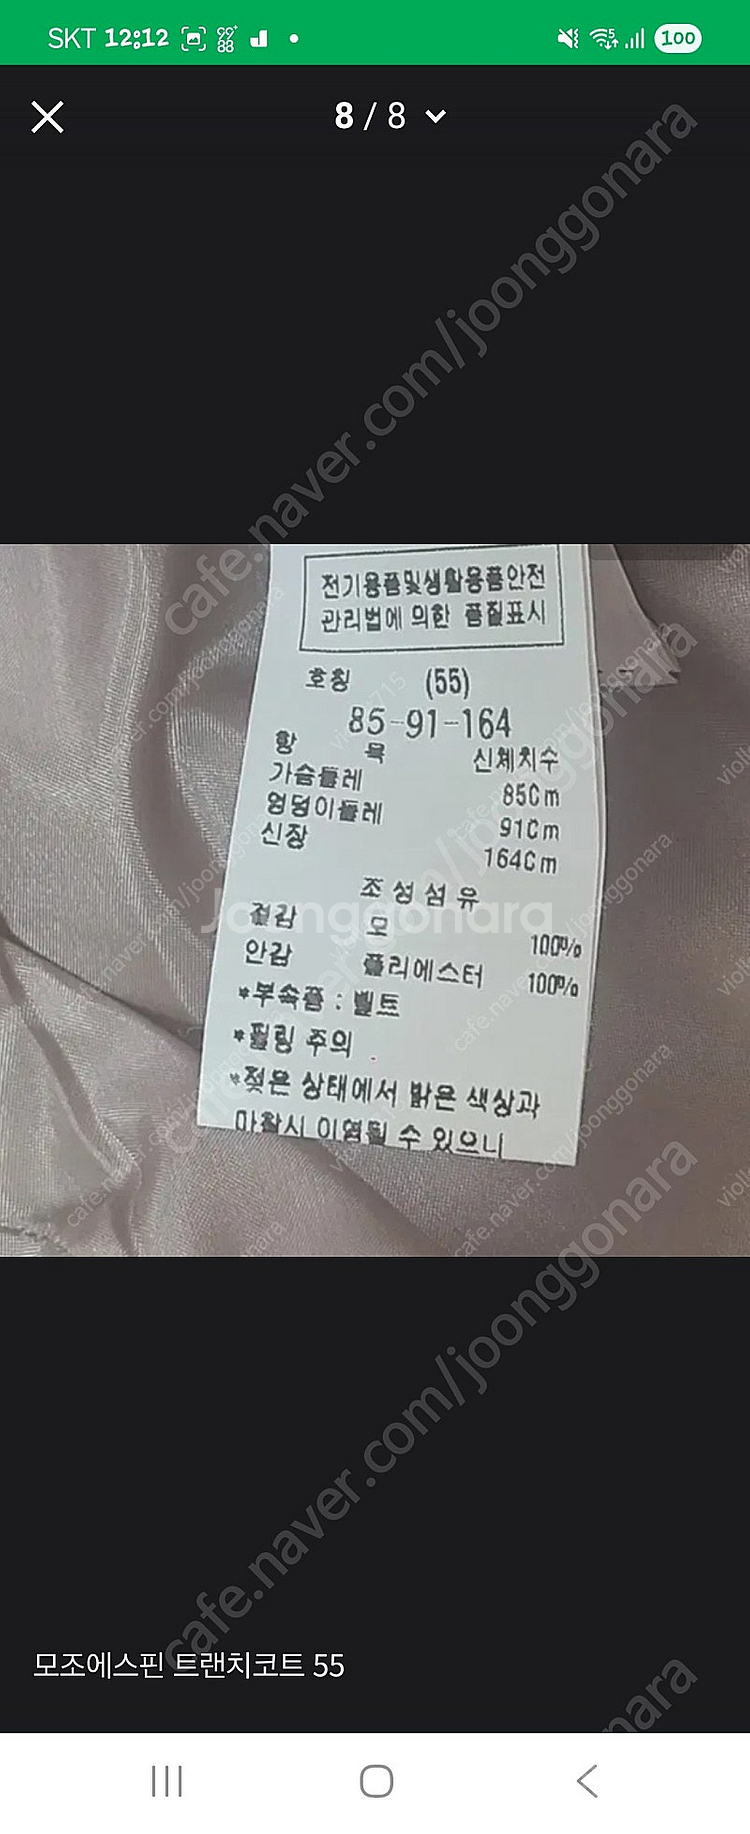 SKT 12:12
100
8 / 8
전기용품및생활용품안전
관리법에 의한 품질표시
호칭 (55)
85-91-164
항 목 신체치수
가슴둘레 85Cm
엉덩이둘레 91Cm
신장 164Cm
조성섬유
겉감 모 100%
안감 폴리에스터 100%
*부속품 : 벨트
*필링 주의
*젖은 상태에서 밝은 색상과
마찰시 이염될 수 있으니
Joonggonara
cafe.naver.com/joonggonara
cafe.naver.com/joonggonara
모조에스핀 트랜치코트 55